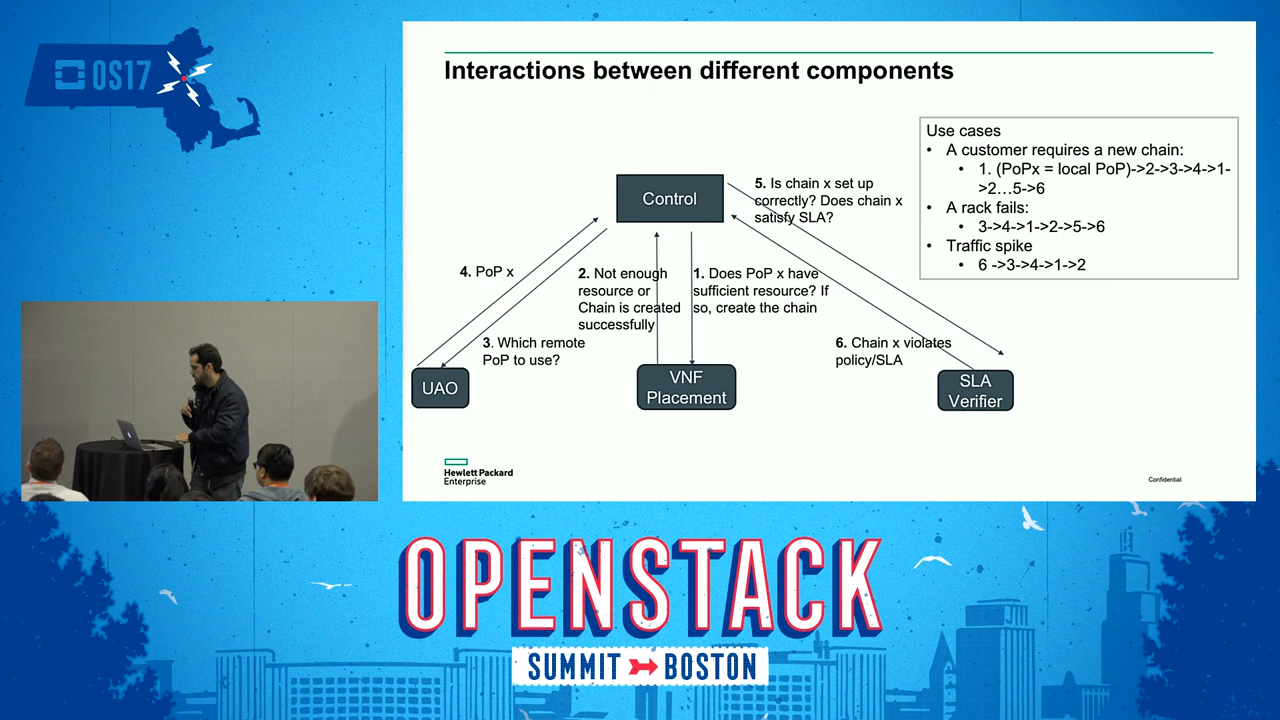 OS17
Interactions between different components
Use cases
• A customer requires a new chain:
• 1. (PoPx = local PoP)->2->3->4->1-
>2…5->6
• A rack fails:
• 3->4->1->2->5->6
• Traffic spike
• 6 ->3->4->1->2
Control
5. Is chain x set up
correctly? Does chain x
satisfy SLA?
4. PoP x
2. Not enough
resource or
Chain is created
successfully
1. Does PoP x have
sufficient resource? If
so, create the chain
3. Which remote
PoP to use?
6. Chain x violates
policy/SLA
UAO
VNF
Placement
SLA
Verifier
Hewlett Packard
Enterprise
Confidential
OPENSTACK
SUMMIT BOSTON